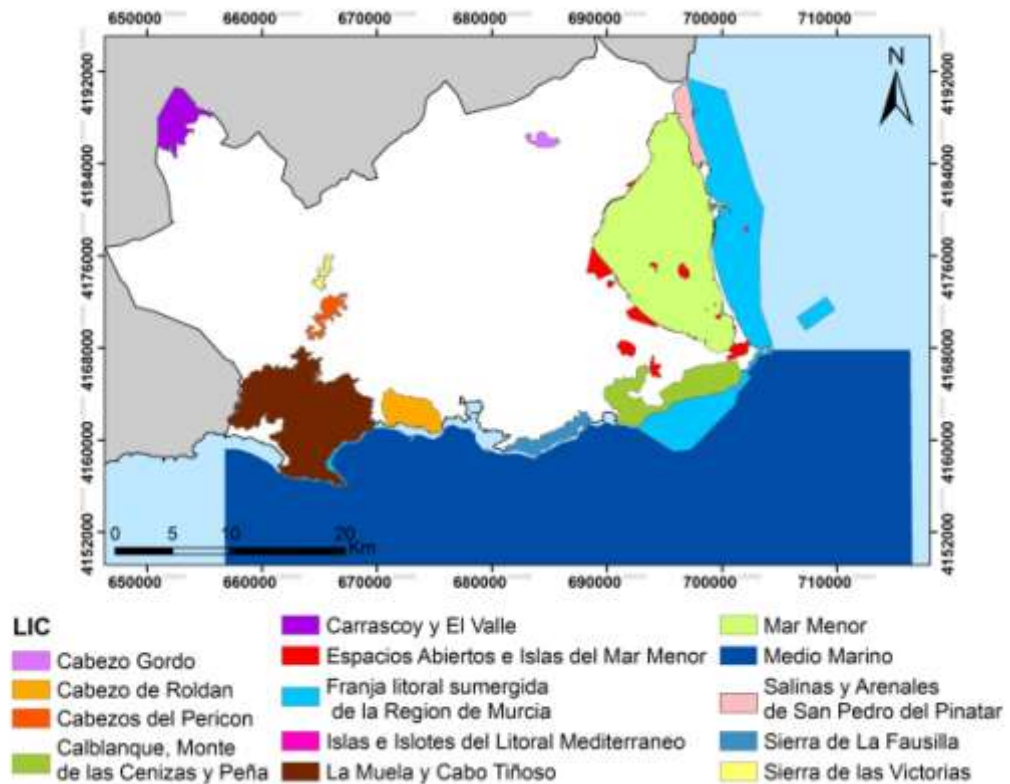 650000 660000 670000 680000 690000 700000 710000
N
4192000
4192000
4184000
4184000
4176000
4176000
4168000
4168000
4160000
4160000
4152000
4152000
0 5 10 20
Km
650000 660000 670000 680000 690000 700000 710000
LIC
Cabezo Gordo
Cabezo de Roldan
Cabezos del Pericon
Calblanque, Monte
de las Cenizas y Peña
Carrascoy y El Valle
Espacios Abiertos e Islas del Mar Menor
Franja litoral sumergida
de la Region de Murcia
Islas e Islotes del Litoral Mediterraneo
La Muela y Cabo Tiñoso
Mar Menor
Medio Marino
Salinas y Arenales
de San Pedro del Pinatar
Sierra de La Fausilla
Sierra de las Victorias